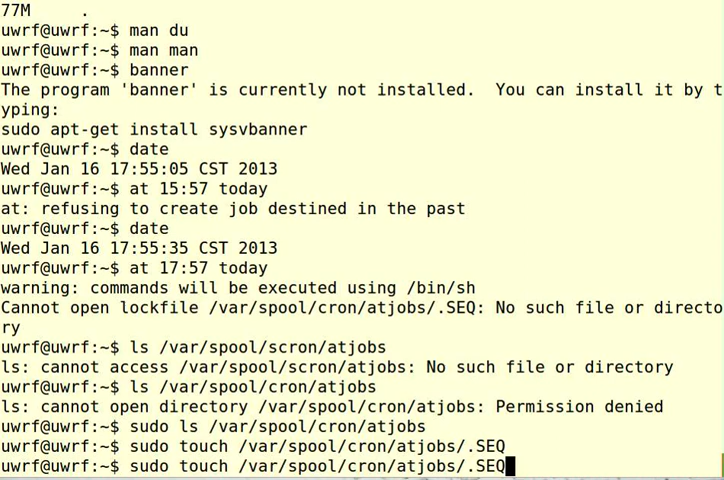 77M     .
uwrf@uwrf:~$ man du
uwrf@uwrf:~$ man man
uwrf@uwrf:~$ banner
The program 'banner' is currently not installed.  You can install it by t
yping:
sudo apt-get install sysvbanner
uwrf@uwrf:~$ date
Wed Jan 16 17:55:05 CST 2013
uwrf@uwrf:~$ at 15:57 today
at: refusing to create job destined in the past
uwrf@uwrf:~$ date
Wed Jan 16 17:55:35 CST 2013
uwrf@uwrf:~$ at 17:57 today
warning: commands will be executed using /bin/sh
Cannot open lockfile /var/spool/cron/atjobs/.SEQ: No such file or directo
ry
uwrf@uwrf:~$ ls /var/spool/scron/atjobs
ls: cannot access /var/spool/scron/atjobs: No such file or directory
uwrf@uwrf:~$ ls /var/spool/cron/atjobs
ls: cannot open directory /var/spool/cron/atjobs: Permission denied
uwrf@uwrf:~$ sudo ls /var/spool/cron/atjobs
uwrf@uwrf:~$ sudo touch /var/spool/cron/atjobs/.SEQ
uwrf@uwrf:~$ sudo touch /var/spool/cron/atjobs/.SEQ